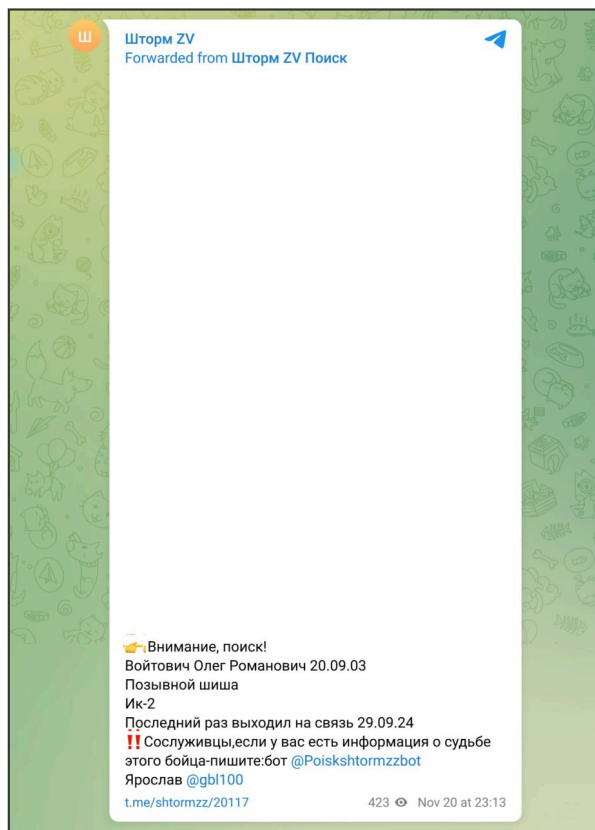 Ш
Шторм ZV
Forwarded from Шторм ZV Поиск
👉Внимание, поиск!
Войтович Олег Романович 20.09.03
Позывной шиша
Ик-2
Последний раз выходил на связь 29.09.24
‼️Сослуживцы,если у вас есть информация о судьбе
этого бойца-пишите:бот @Poiskshtormzzbot
Ярослав @gbl100
t.me/shtormzz/20117 423 Nov 20 at 23:13